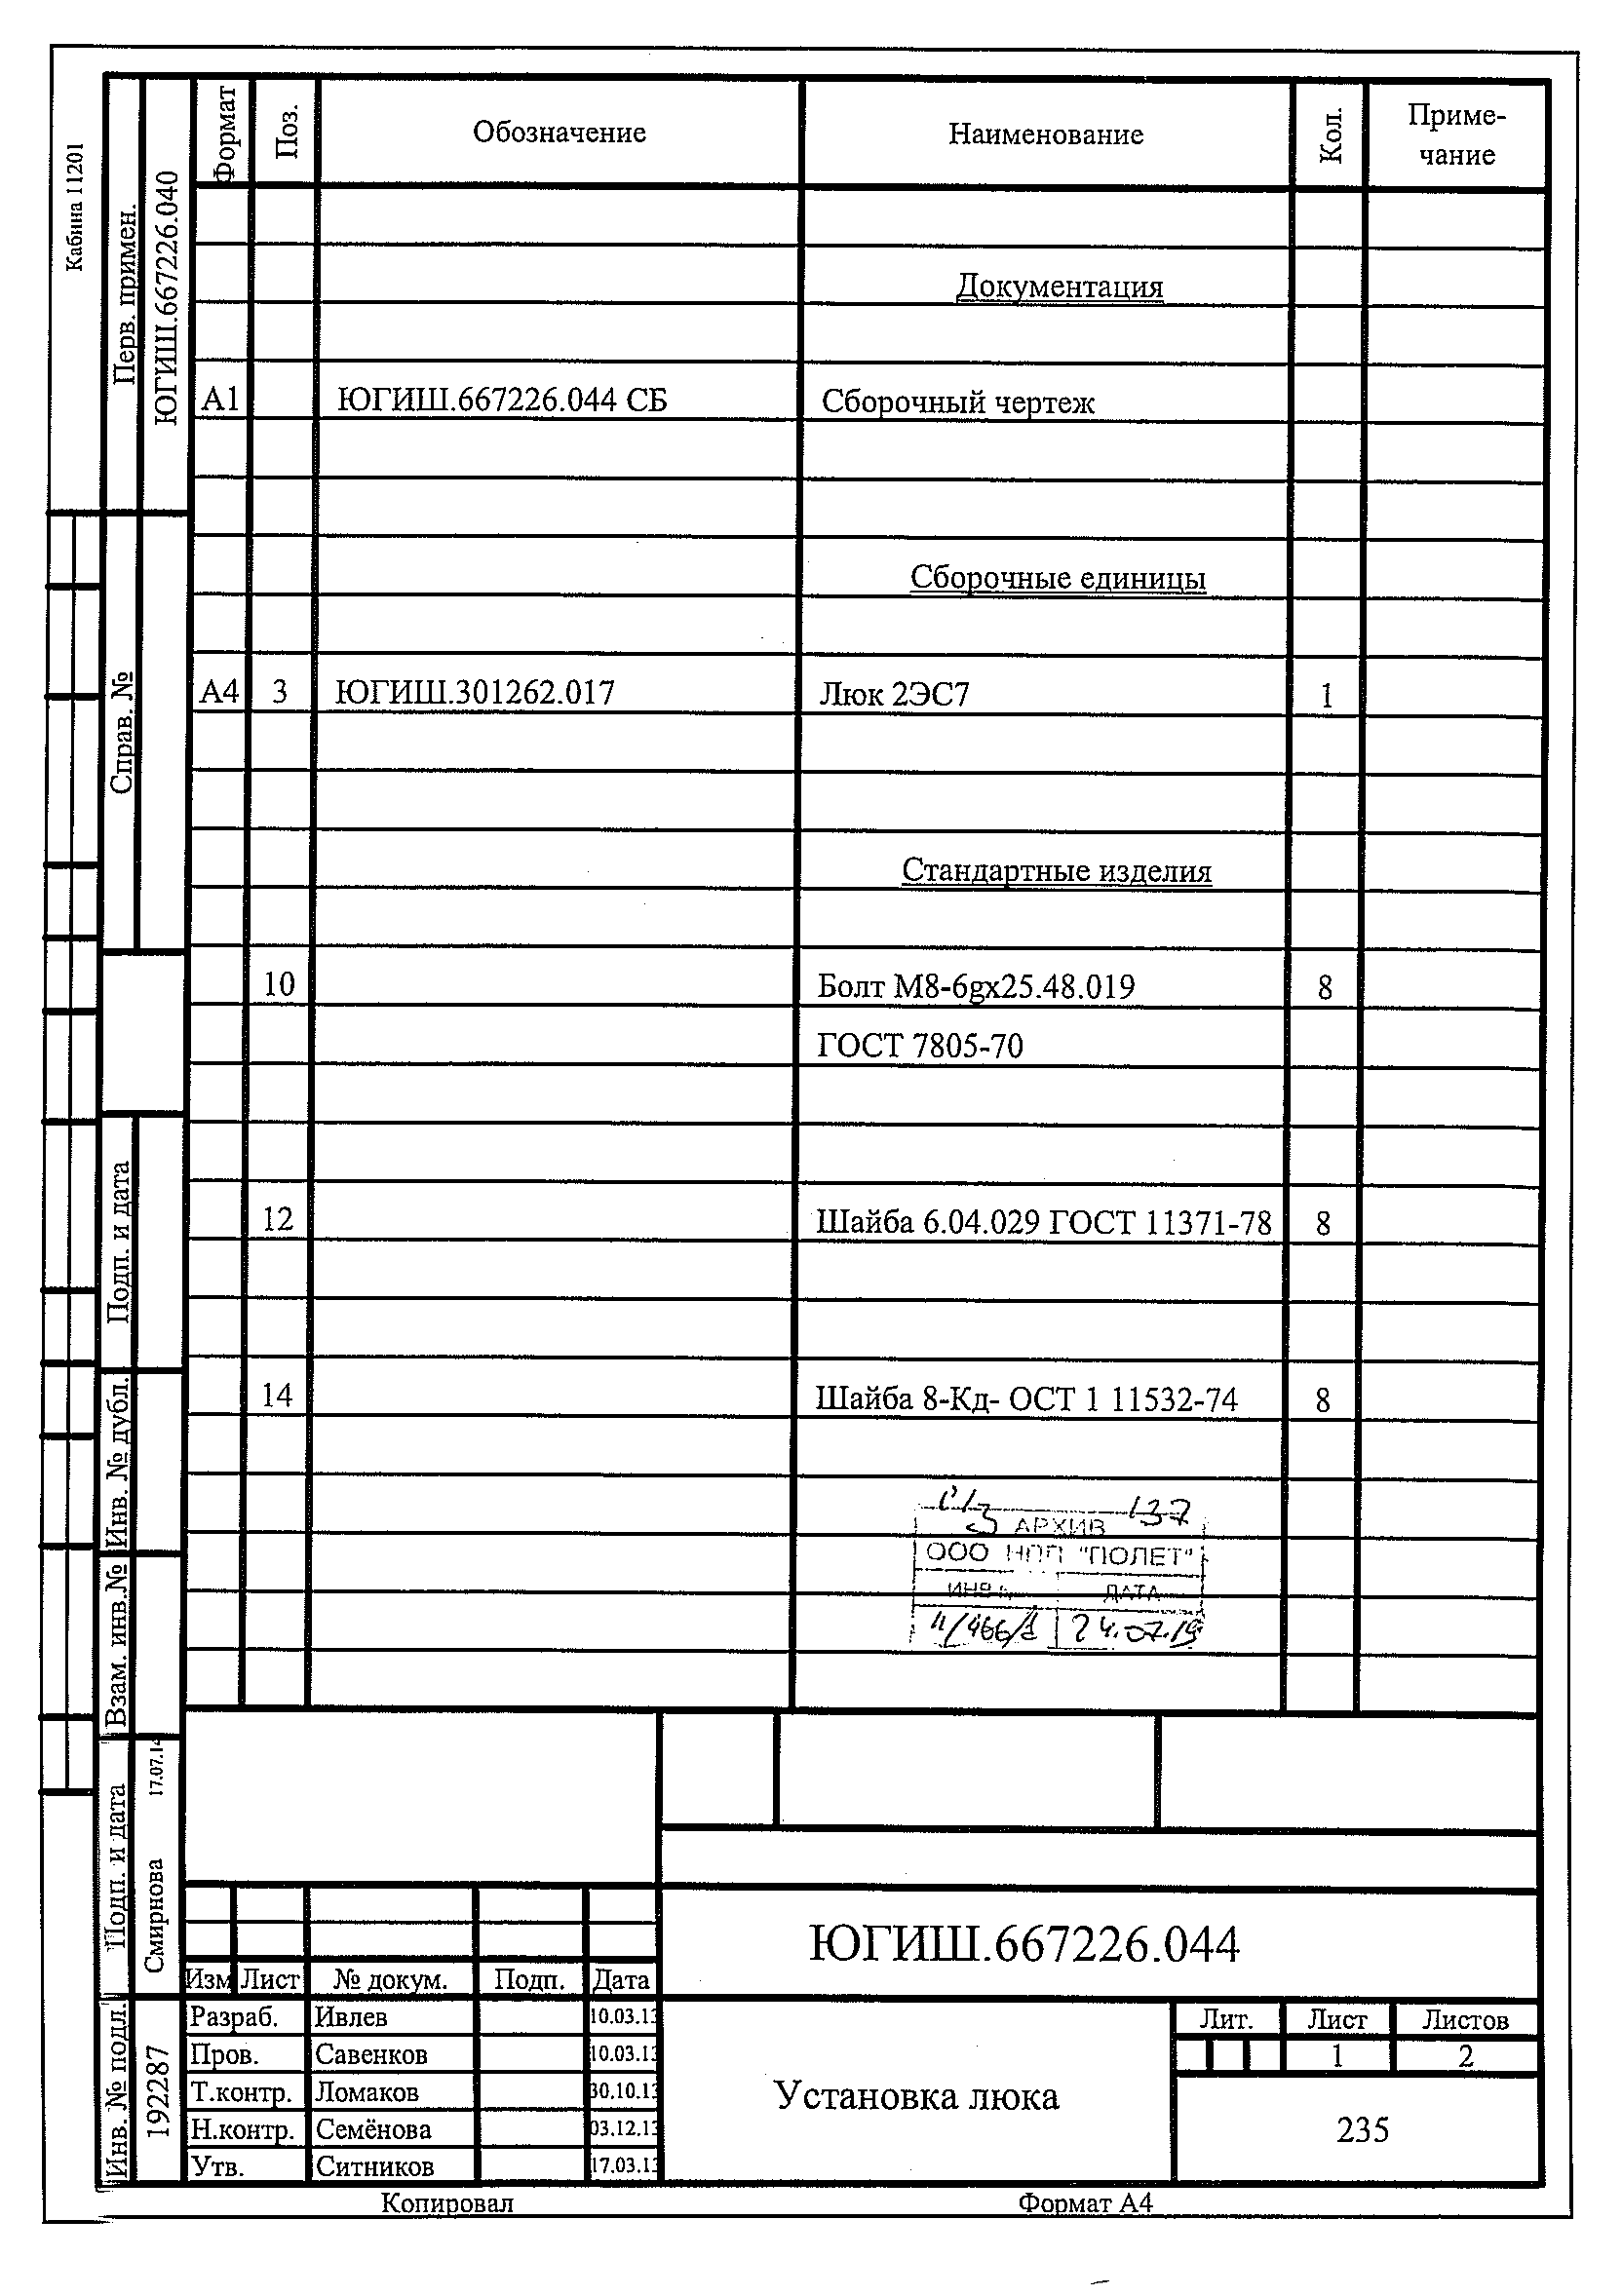 Кабина 11201
Перв. примен.
ЮГИШ.667226.040
Справ. №
Подп. и дата
Инв. № дубл.
Взам. инв.№
Подп. и дата
Смирнова 17.07.14
Инв. № подл.
192287
Формат Поз. Обозначение Наименование Кол. Приме-
чание
Документация
А1 ЮГИШ.667226.044 СБ Сборочный чертеж
Сборочные единицы
А4 3 ЮГИШ.301262.017 Люк 2ЭС7 1
Стандартные изделия
10 Болт М8-6gх25.48.019 8
ГОСТ 7805-70
12 Шайба 6.04.029 ГОСТ 11371-78 8
14 Шайба 8-Кд- ОСТ 1 11532-74 8
137
АРХИВ
ООО НПП "ПОЛЕТ"
ИНВ.№ ДАТА
24.07.19
ЮГИШ.667226.044
Изм Лист № докум. Подп. Дата
Разраб. Ивлев 10.03.13
Пров. Савенков 10.03.13
Т.контр. Ломаков 30.10.13
Н.контр. Семёнова 03.12.13
Утв. Ситников 17.03.13
Установка люка
Лит. Лист Листов
1 2
235
Копировал Формат А4